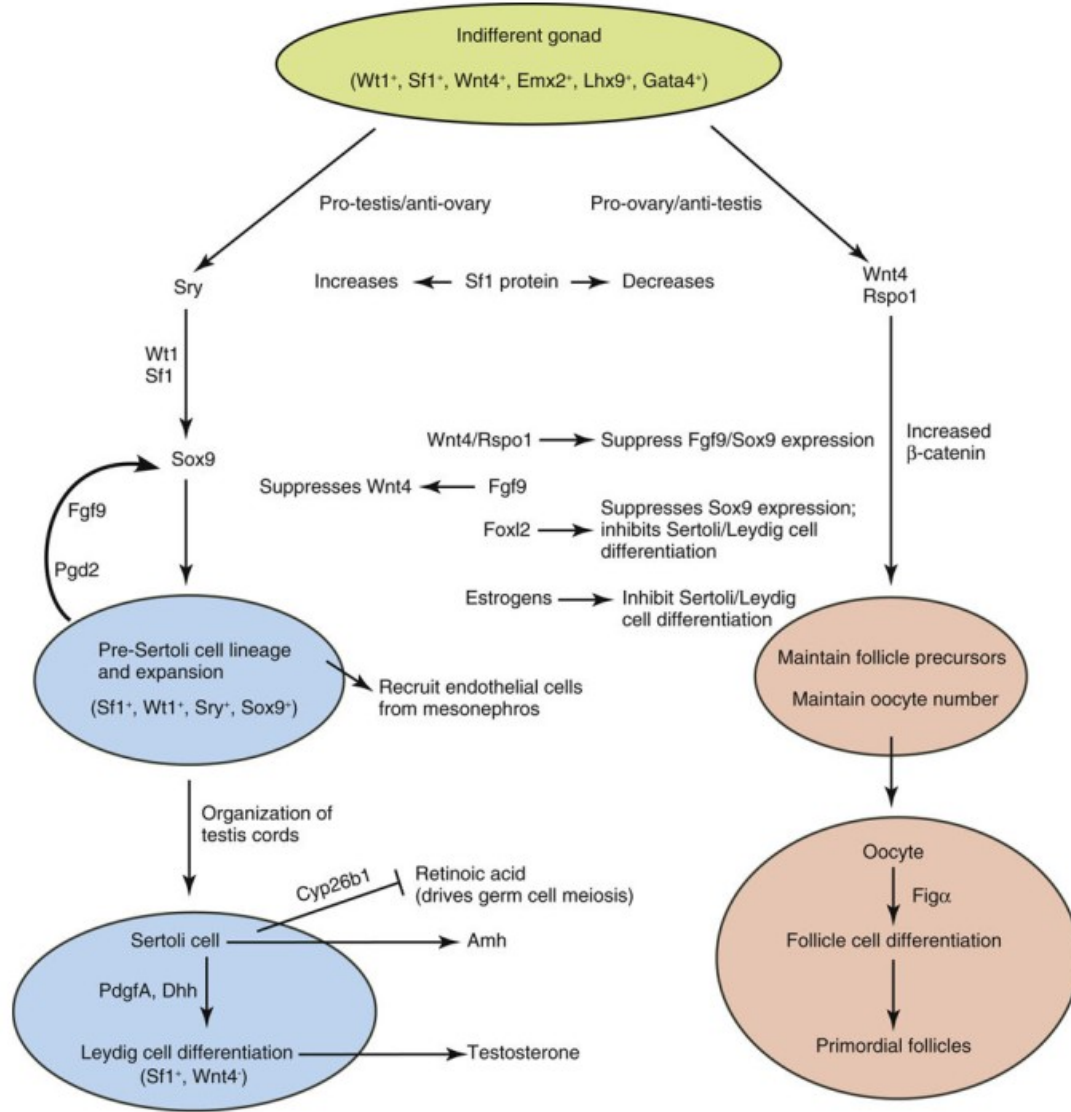 Indifferent gonad
(Wt1⁺, Sf1⁺, Wnt4⁺, Emx2⁺, Lhx9⁺, Gata4⁺)
Pro-testis/anti-ovary
Pro-ovary/anti-testis
Sry
Increases
Sf1 protein
Decreases
Wnt4
Rspo1
Wt1
Sf1
Sox9
Wnt4/Rspo1
Suppress Fgf9/Sox9 expression
Increased
β-catenin
Suppresses Wnt4
Fgf9
Fgf9
Pgd2
Foxl2
Suppresses Sox9 expression;
inhibits Sertoli/Leydig cell
differentiation
Estrogens
Inhibit Sertoli/Leydig
cell differentiation
Pre-Sertoli cell lineage
and expansion
(Sf1⁺, Wt1⁺, Sry⁺, Sox9⁺)
Recruit endothelial cells
from mesonephros
Maintain follicle precursors
Maintain oocyte number
Organization of
testis cords
Cyp26b1
Retinoic acid
(drives germ cell meiosis)
Sertoli cell
Amh
PdgfA, Dhh
Leydig cell differentiation
(Sf1⁺, Wnt4⁻)
Testosterone
Oocyte
Figα
Follicle cell differentiation
Primordial follicles